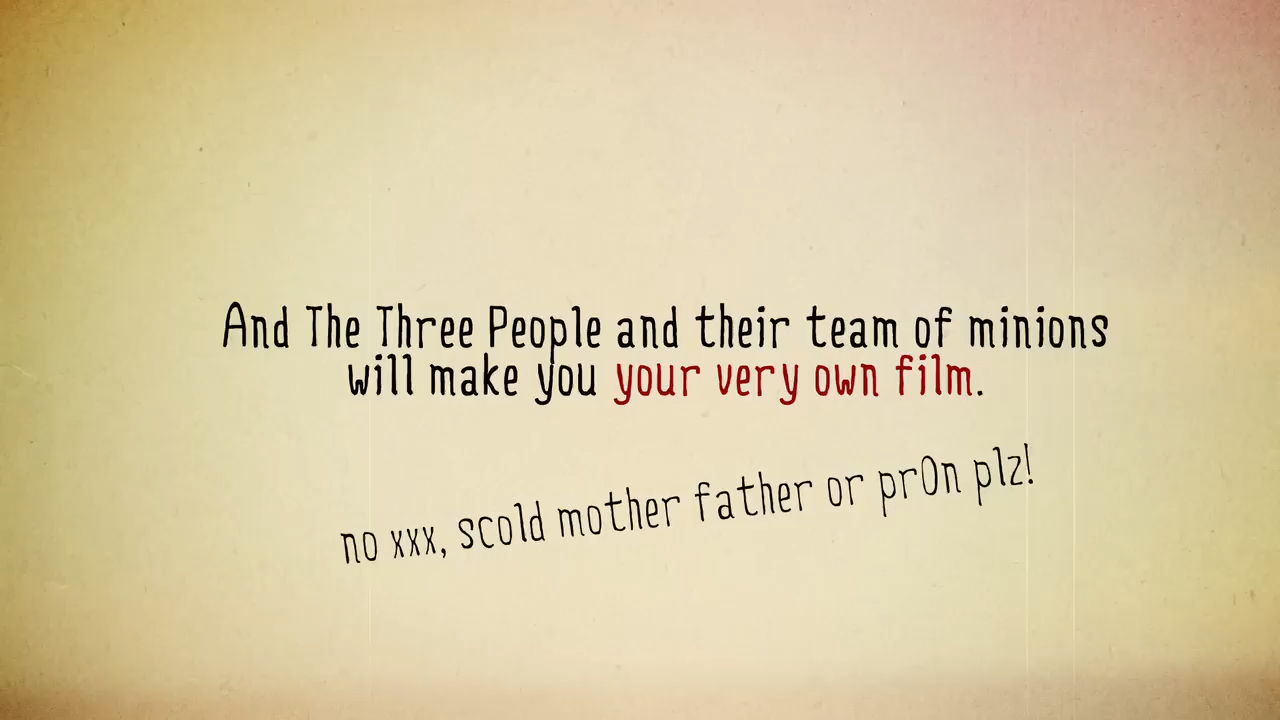 And The Three People and their team of minions
will make you your very own film.
no xxx, scold mother father or pr0n plz!